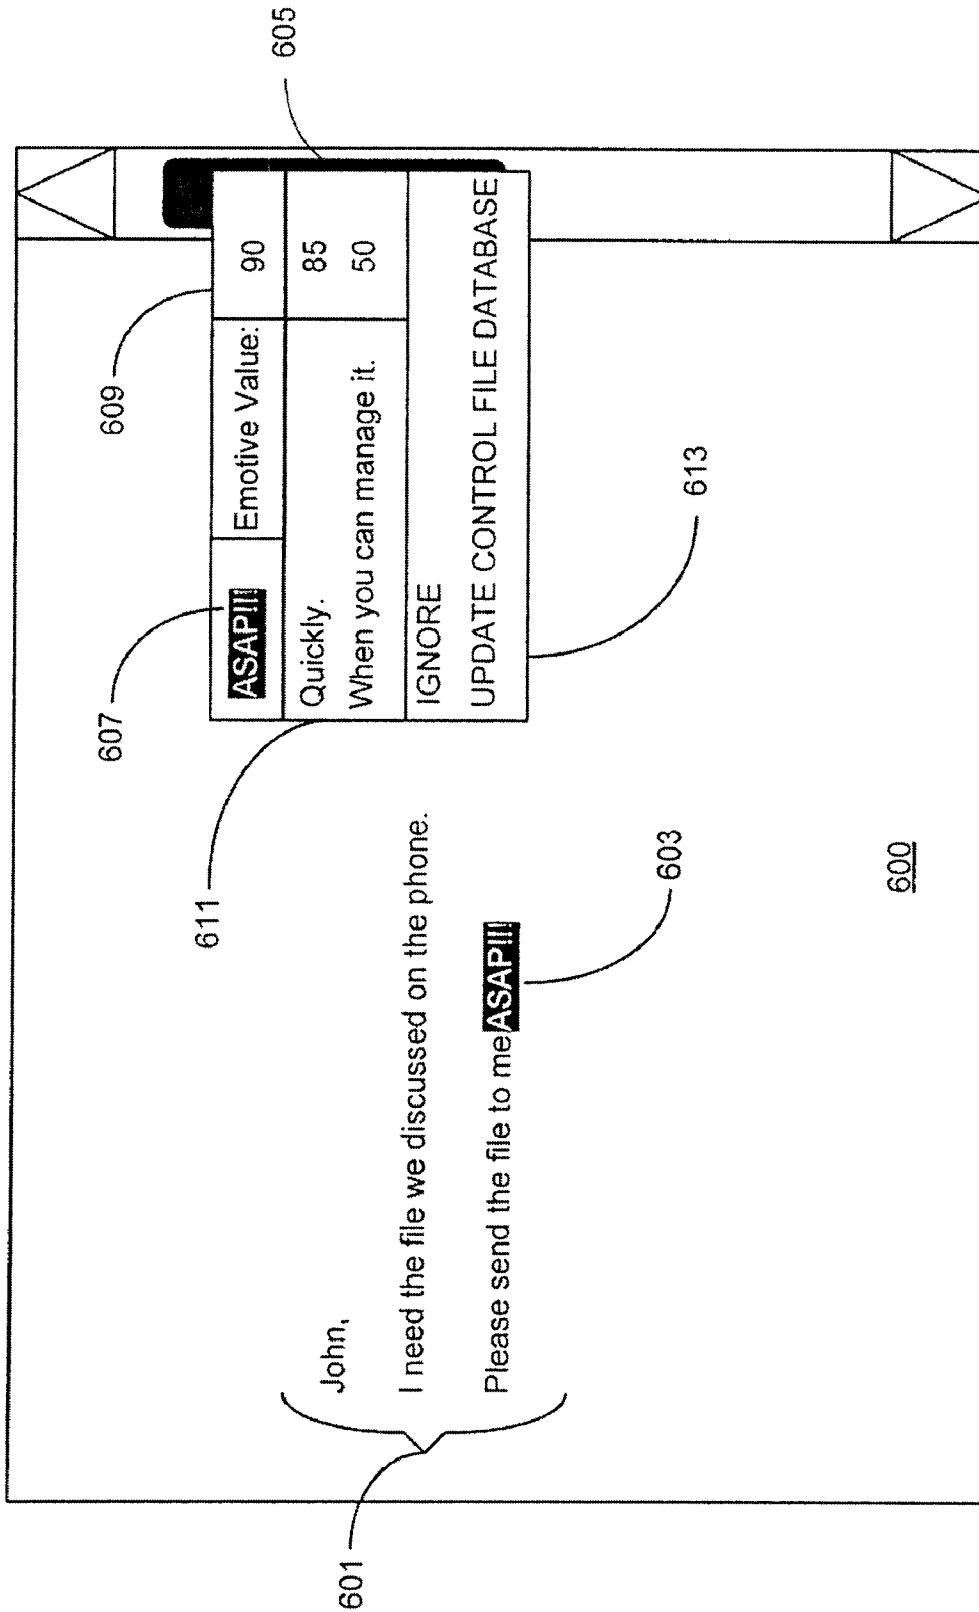 605
609
607
ASAP!!! Emotive Value: 90
Quickly. 85
When you can manage it. 50
IGNORE
UPDATE CONTROL FILE DATABASE
611
613
John,
I need the file we discussed on the phone.
Please send the file to me ASAP!!!
601
603
600